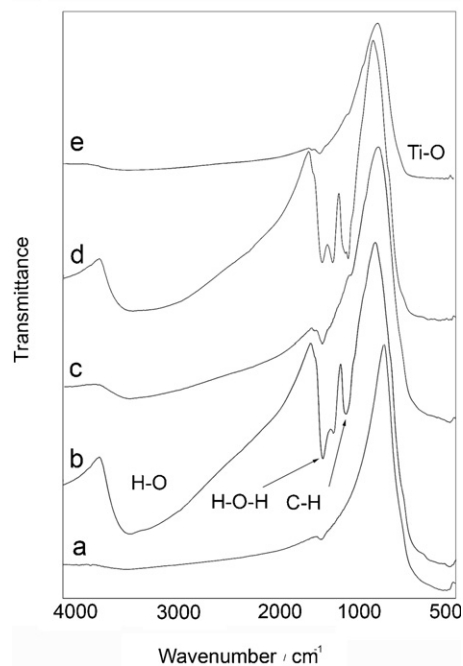 e
Ti-O
d
Transmittance
c
b
H-O
H-O-H
C-H
a
4000 3000 2000 1000 500
Wavenumber / cm-1